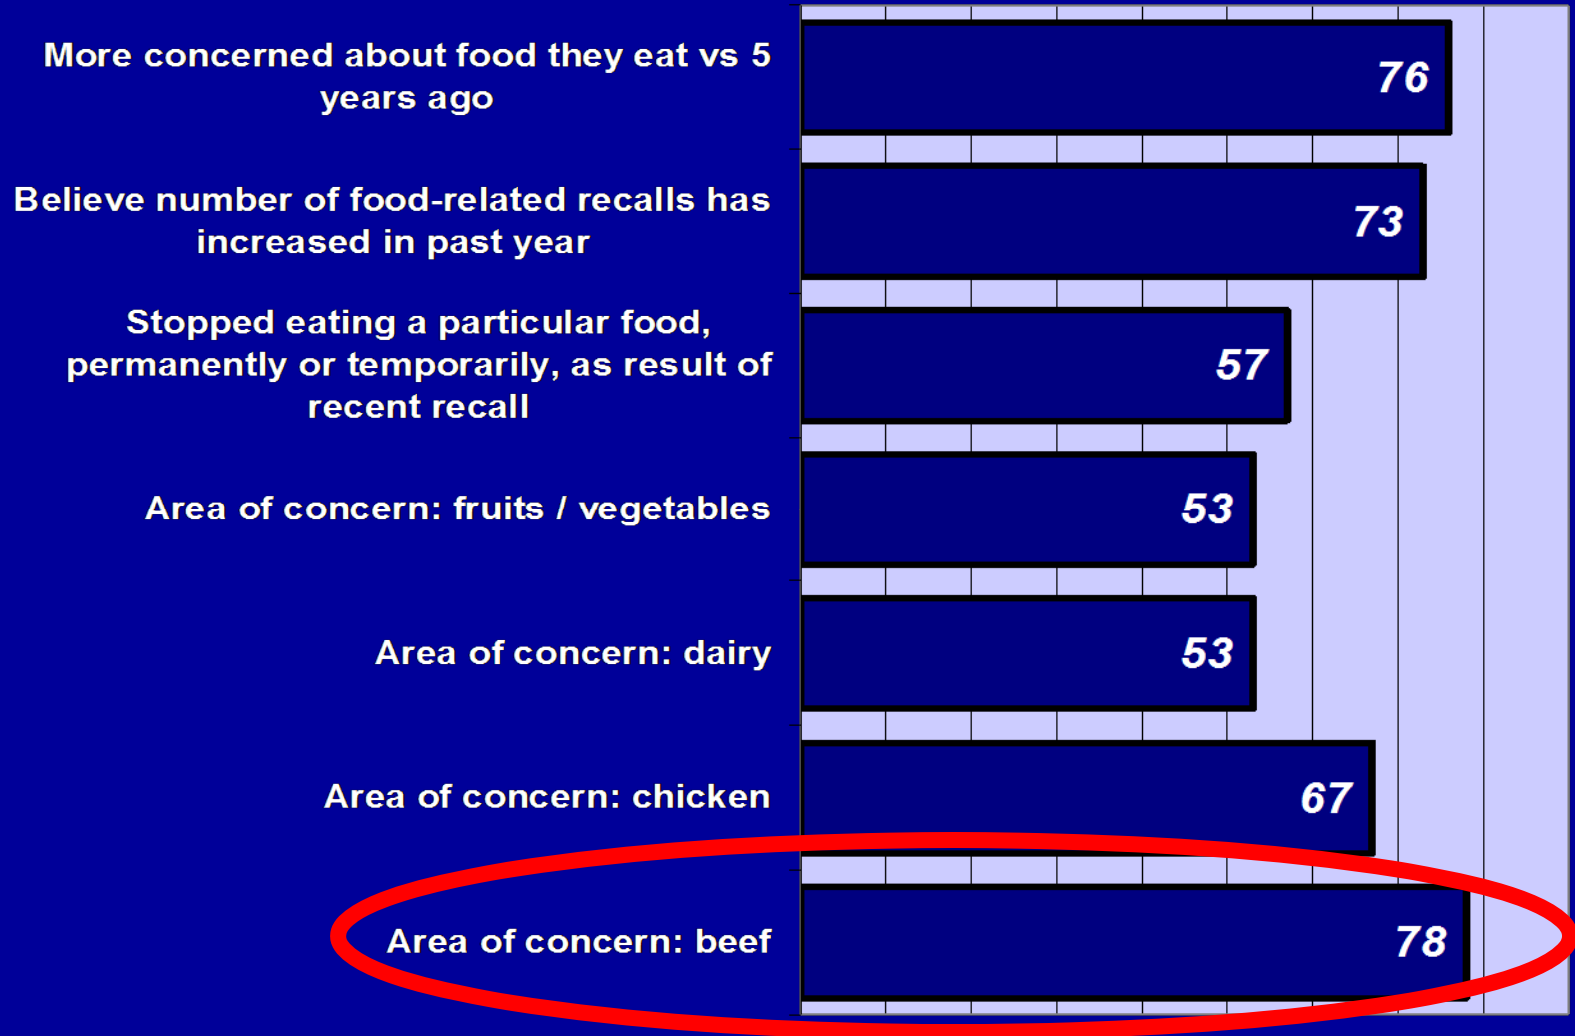 More concerned about food they eat vs 5
years ago
76
Believe number of food-related recalls has
increased in past year
73
Stopped eating a particular food,
permanently or temporarily, as result of
recent recall
57
Area of concern: fruits / vegetables
53
Area of concern: dairy
53
Area of concern: chicken
67
Area of concern: beef
78